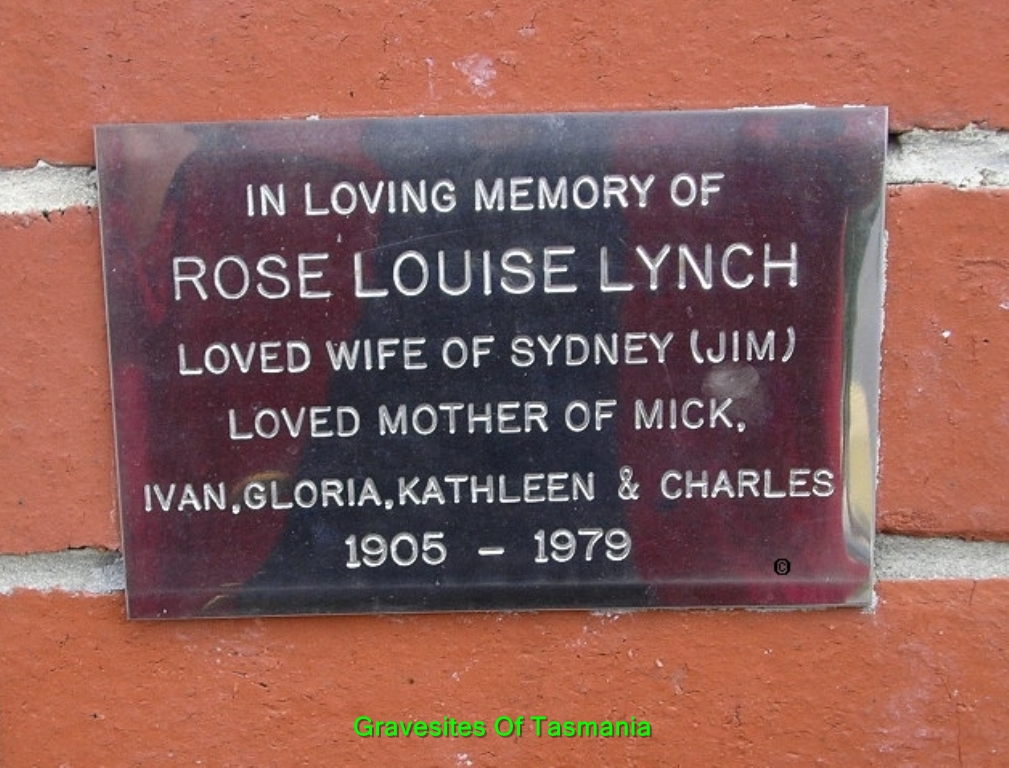 IN LOVING MEMORY OF
ROSE LOUISE LYNCH
LOVED WIFE OF SYDNEY (JIM)
LOVED MOTHER OF MICK,
IVAN,GLORIA,KATHLEEN & CHARLES
1905 - 1979
©
Gravesites Of Tasmania